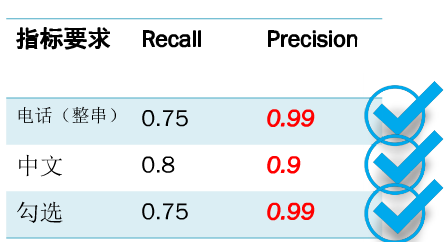 指标要求 Recall Precision
电话（整串） 0.75 0.99
中文 0.8 0.9
勾选 0.75 0.99